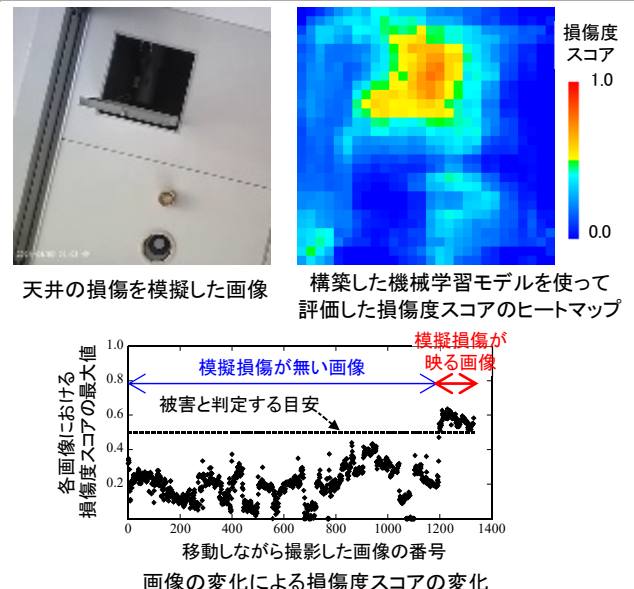 損傷度
スコア
1.0
0.0
天井の損傷を模擬した画像
構築した機械学習モデルを使って
評価した損傷度スコアのヒートマップ
模擬損傷が
映る画像
模擬損傷が無い画像
被害と判定する目安
各画像における
損傷度スコアの最大値
1.0
0.8
0.6
0.4
0.2
0
200
400
600
800
1000
1200
1400
移動しながら撮影した画像の番号
画像の変化による損傷度スコアの変化